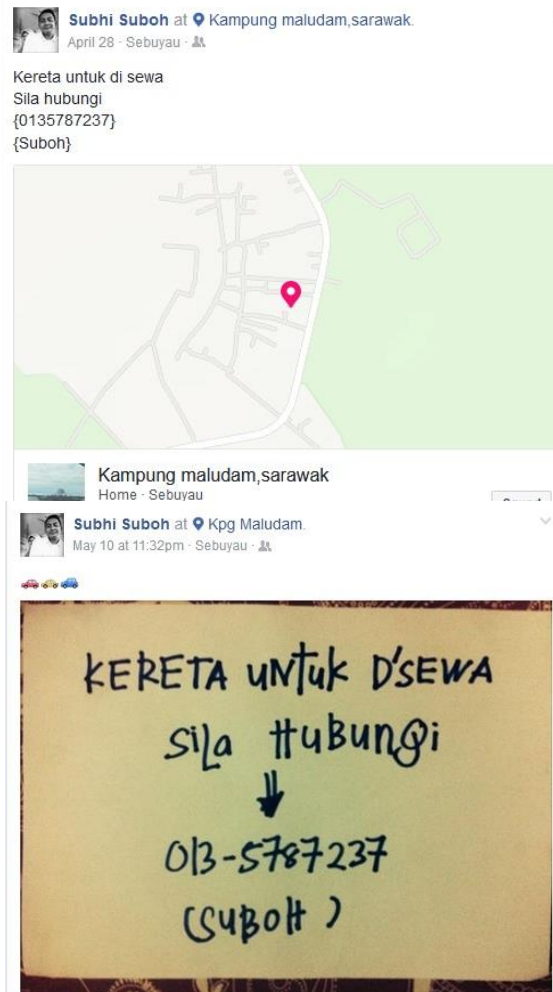 Subhi Suboh at Kampung maludam,sarawak.
April 28 · Sebuyau ·
Kereta untuk di sewa
Sila hubungi
{0135787237}
{Suboh}
Kampung maludam,sarawak
Home · Sebuyau
Subhi Suboh at Kpg Maludam.
May 10 at 11:32pm · Sebuyau ·
KERETA UNTUK D'SEWA
SILA HUBUNGI
013-5787237
(SUBOH)